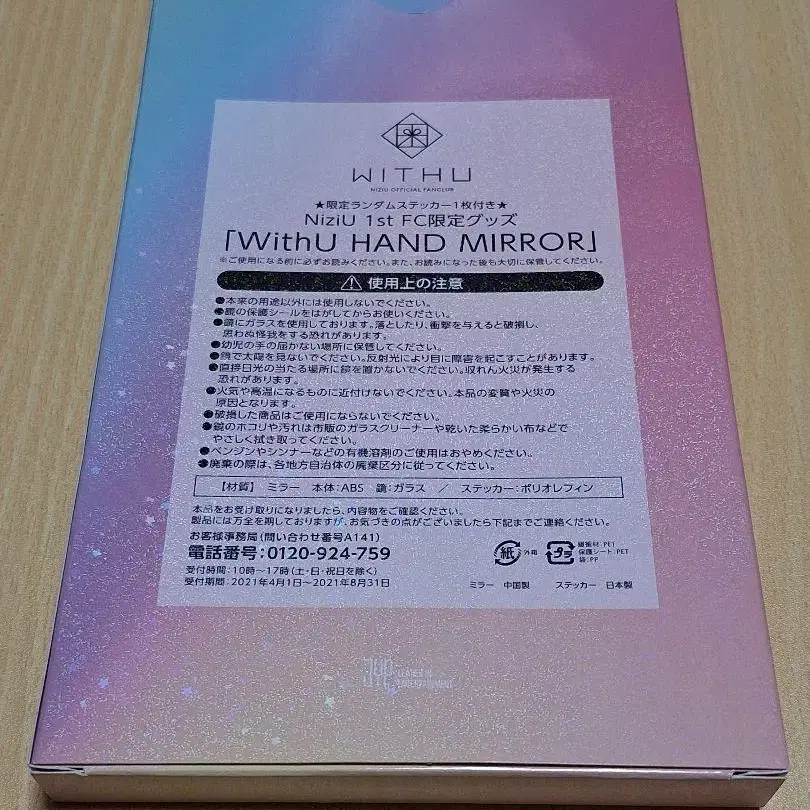 WITHU
NIZIU OFFICIAL FANCLUB
★限定ランダムステッカー1枚付き★
NiziU 1st FC限定グッズ
「WithU HAND MIRROR」
※ご使用になる前に必ずお読みください。また、お読みになった後も大切に保管してください。
⚠ 使用上の注意
●本来の用途以外には使用しないでください。
●鏡の保護シールをはがしてからお使いください。
●鏡にガラスを使用しております。落としたり、衝撃を与えると破損し、
思わぬ怪我をする恐れがあります。
●幼児の手の届かない場所に保管してください。
●鏡で太陽を見ないでください。反射光により目に障害を起こすことがあります。
●直接日光の当たる場所に鏡を置かないでください。収れん火災が発生する
恐れがあります。
●火気や高温になるものに近付けないでください。本品の変質や火災の
原因となります。
●破損した商品はご使用にならないでください。
●鏡のホコリや汚れは市販のガラスクリーナーや乾いた柔らかい布などで
やさしく拭き取ってください。
●ベンジンやシンナーなどの有機溶剤のご使用はおやめください。
●廃棄の際は、各地方自治体の廃棄区分に従ってください。
【材質】 ミラー 本体:ABS 鏡:ガラス / ステッカー:ポリオレフィン
本品をお受け取りになりましたら、内容物をご確認ください。
製品には万全を期しておりますが、お気づきの点がございましたら下記までご連絡ください。
お客様事務局(問い合わせ番号A141)
電話番号:0120-924-759
受付時間:10時〜17時(土・日・祝日を除く)
受付期間:2021年4月1日〜2021年8月31日
紙 外箱
プラ 緩衝材:PET
保護シート:PET
袋:PP
ミラー 中国製 ステッカー 日本製
JYP LEADER IN
ENTERTAINMENT